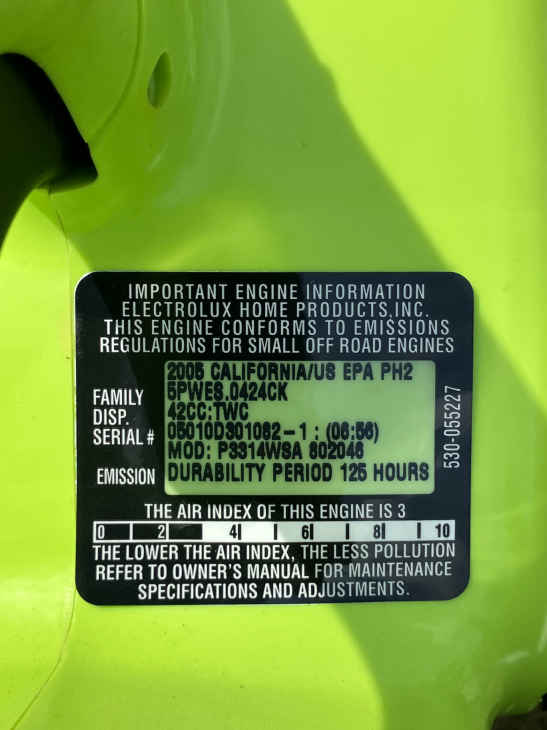 IMPORTANT ENGINE INFORMATION
ELECTROLUX HOME PRODUCTS, INC.
THIS ENGINE CONFORMS TO EMISSIONS
REGULATIONS FOR SMALL OFF ROAD ENGINES
2005 CALIFORNIA/US EPA PH2
FAMILY 5PWES.0424CK
DISP. 42CC:TWC
SERIAL # 05010D301082-1 : (06:56)
MOD: P3314WSA 802046
EMISSION DURABILITY PERIOD 125 HOURS
530-055227
THE AIR INDEX OF THIS ENGINE IS 3
0 2 4 6 8 10
THE LOWER THE AIR INDEX, THE LESS POLLUTION
REFER TO OWNER'S MANUAL FOR MAINTENANCE
SPECIFICATIONS AND ADJUSTMENTS.